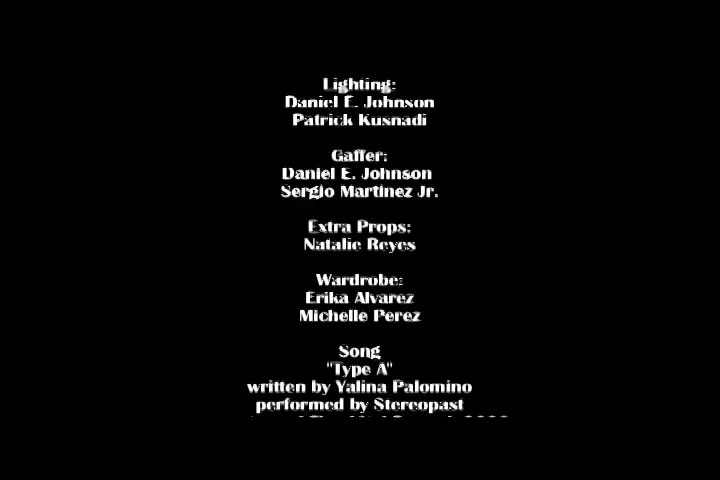 Lighting:
Daniel E. Johnson
Patrick Kusnadi
Gaffer:
Daniel E. Johnson
Sergio Martinez Jr.
Extra Props:
Natalie Reyes
Wardrobe:
Erika Alvarez
Michelle Perez
Song
"Type A"
written by Yalina Palomino
performed by Stereopast